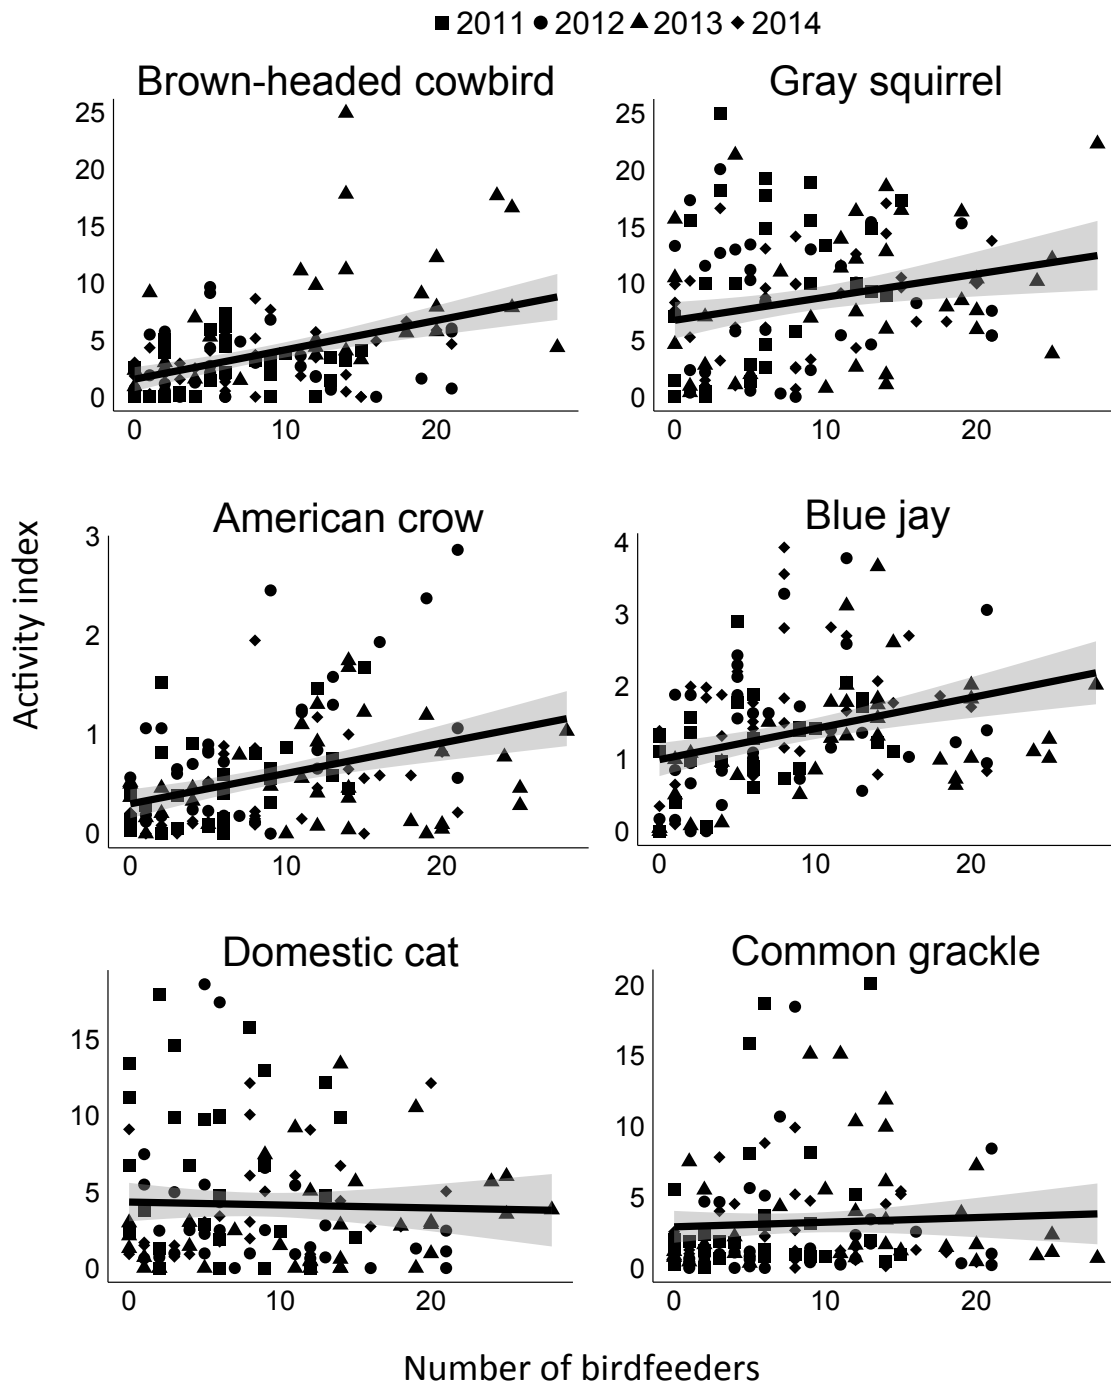 2011 2012 2013 2014
Brown-headed cowbird
Gray squirrel
25
20
15
10
5
0
0 10 20
25
20
15
10
5
0
0 10 20
American crow
Blue jay
3
2
1
0
0 10 20
4
3
2
1
0
0 10 20
Activity index
Domestic cat
Common grackle
15
10
5
0
0 10 20
20
15
10
5
0
0 10 20
Number of birdfeeders